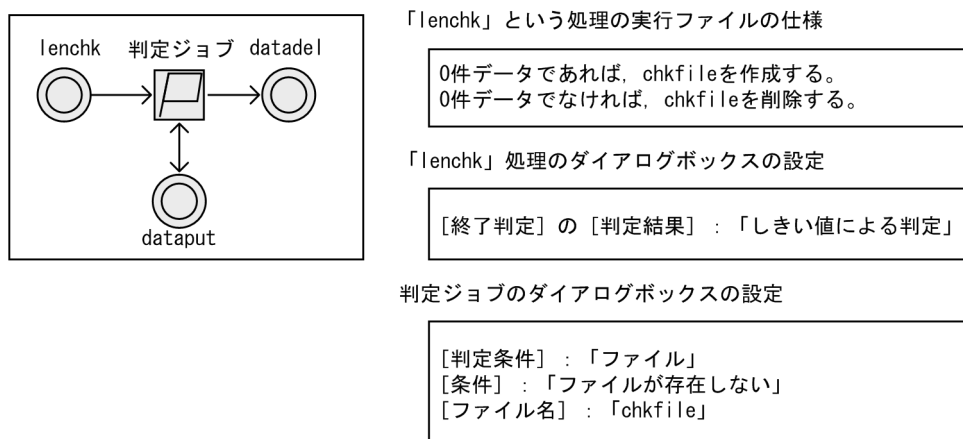 lenchk 判定ジョブ datadel
dataput
「lenchk」という処理の実行ファイルの仕様
0件データであれば，chkfileを作成する。
0件データでなければ，chkfileを削除する。
「lenchk」処理のダイアログボックスの設定
［終了判定］の［判定結果］：「しきい値による判定」
判定ジョブのダイアログボックスの設定
［判定条件］：「ファイル」
［条件］：「ファイルが存在しない」
［ファイル名］：「chkfile」